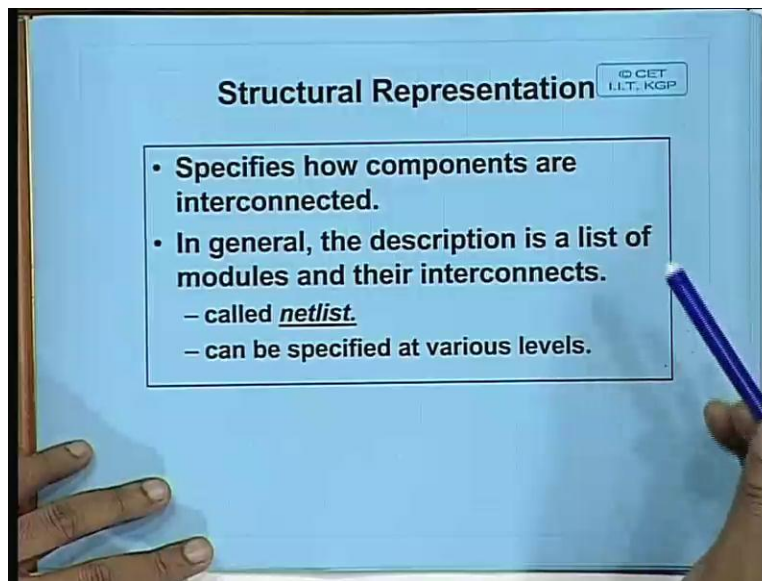 Structural Representation
© CET
I.I.T. KGP
• Specifies how components are
interconnected.
• In general, the description is a list of
modules and their interconnects.
– called netlist.
– can be specified at various levels.